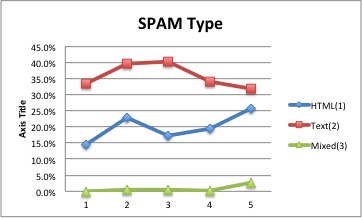 SPAM Type
45.0%
40.0%
35.0%
30.0%
25.0%
20.0%
15.0%
10.0%
5.0%
0.0%
Axis Title
1 2 3 4 5
HTML(1)
Text(2)
Mixed(3)